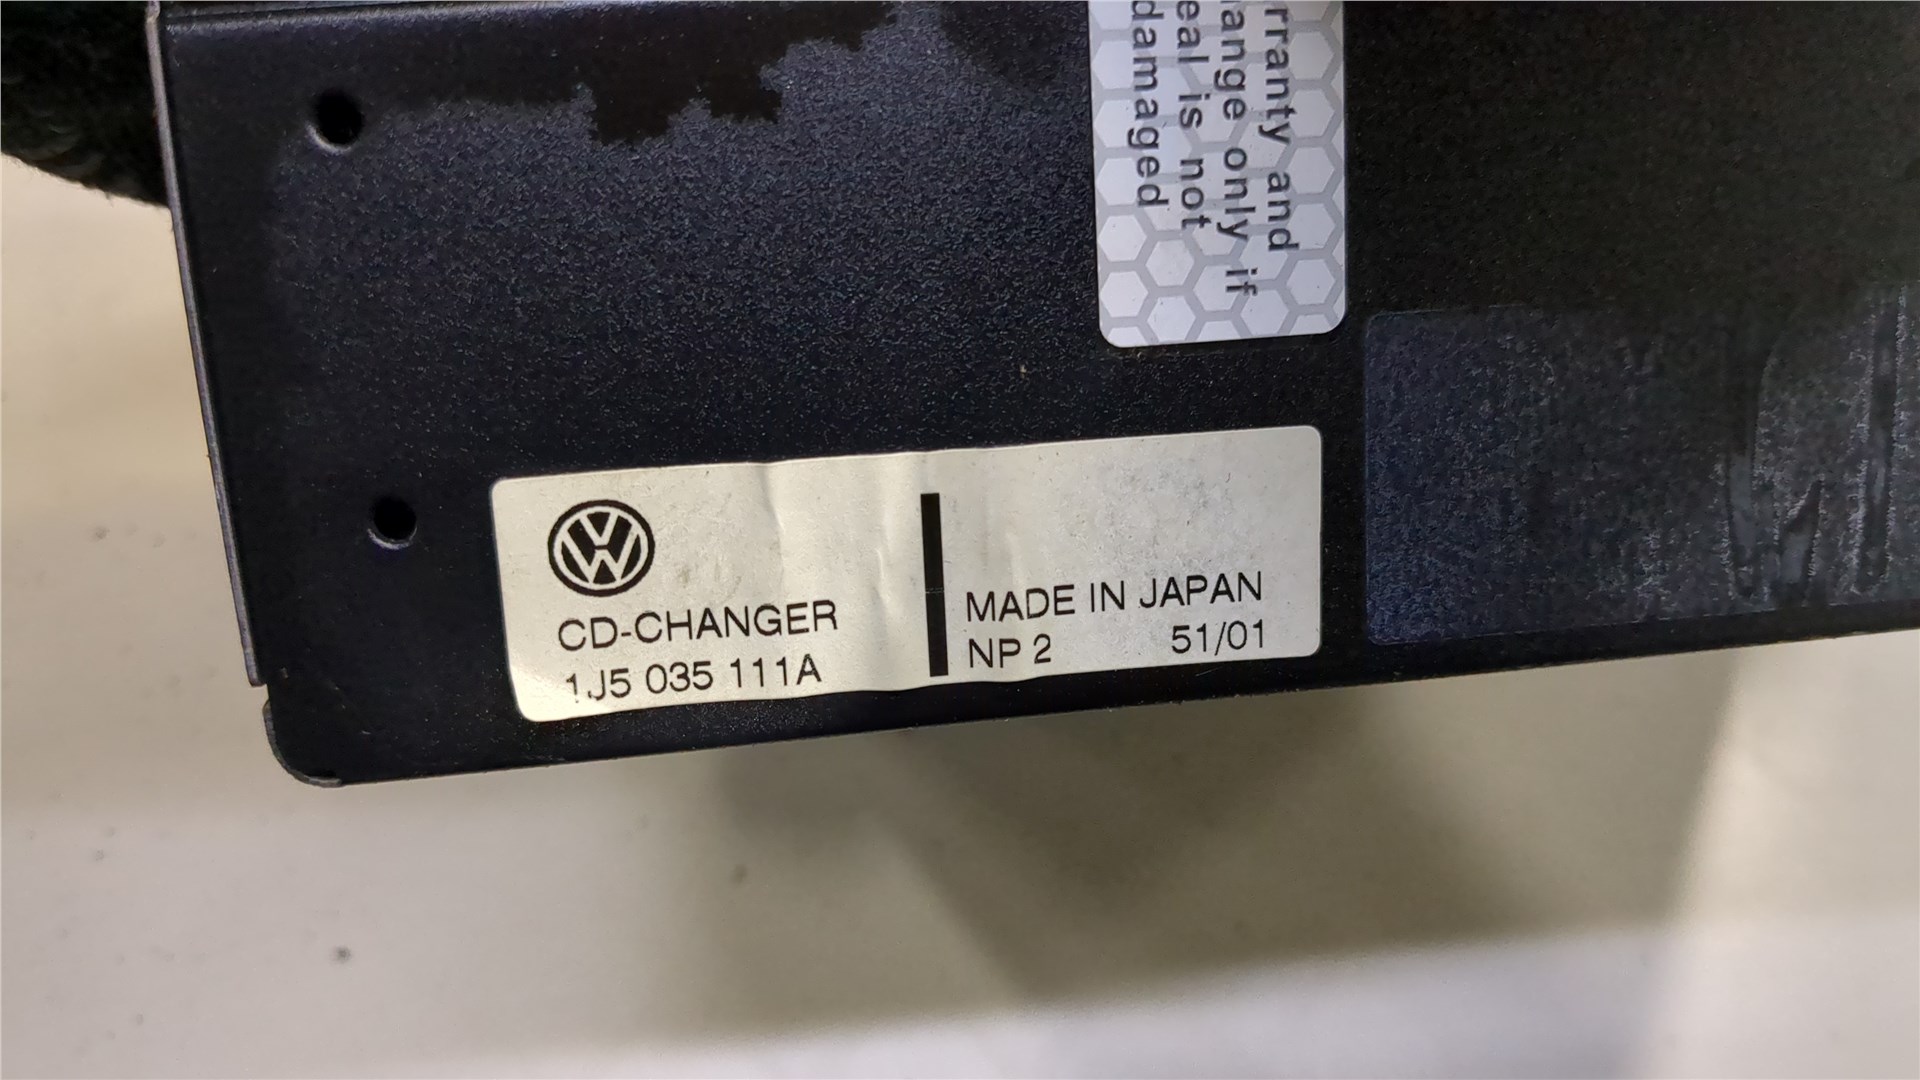 rranty and
ange only if
eal is not
damaged
CD-CHANGER
1J5 035 111A
MADE IN JAPAN
NP 2 51/01